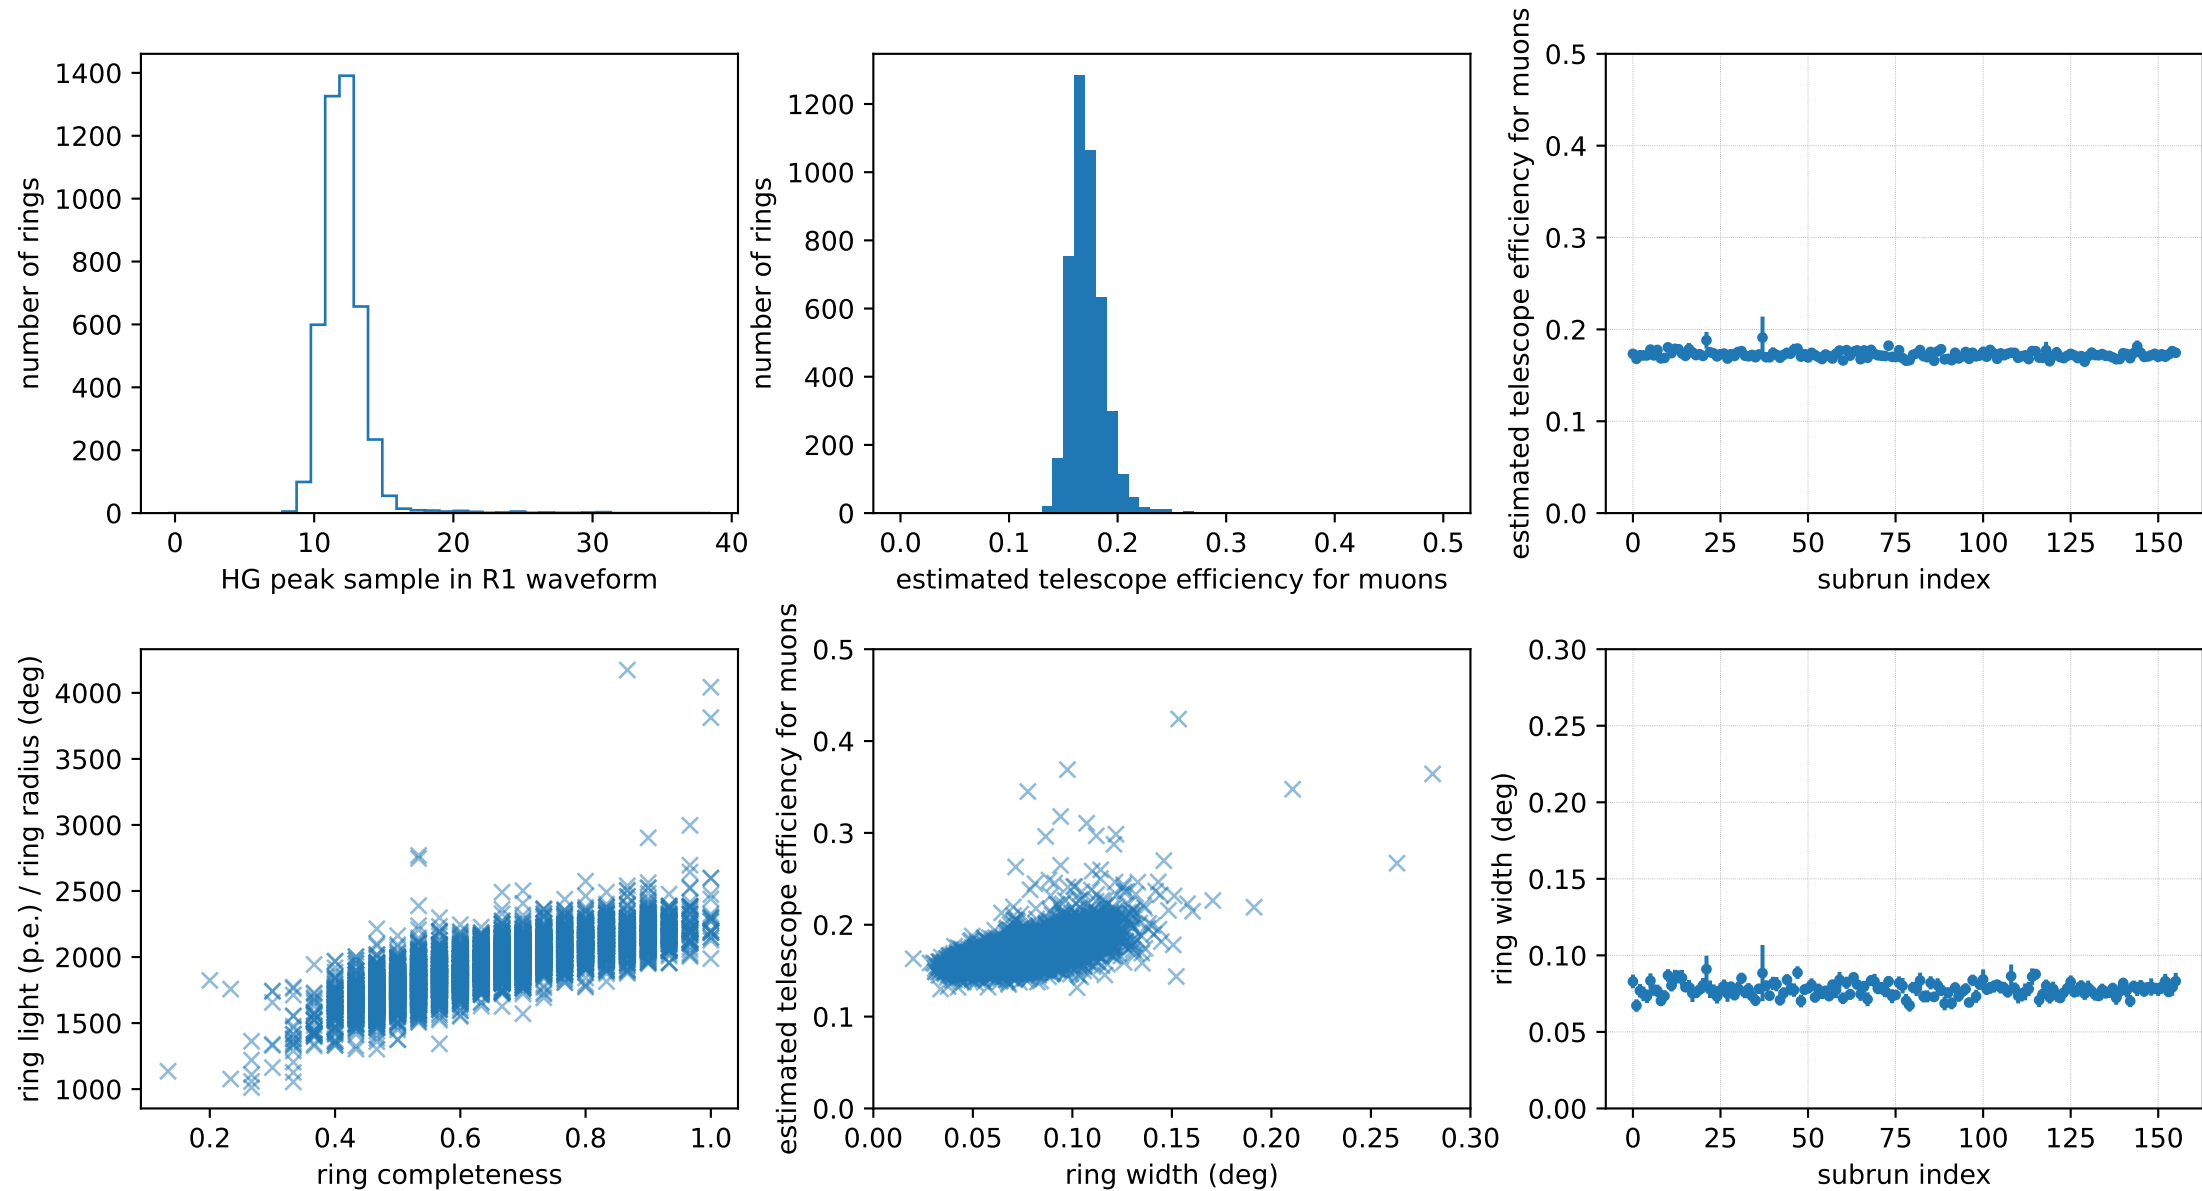 number of rings
1400
1200
1000
800
600
400
200
0
0 10 20 30 40
HG peak sample in R1 waveform
number of rings
1200
1000
800
600
400
200
0
0.0 0.1 0.2 0.3 0.4 0.5
estimated telescope efficiency for muons
estimated telescope efficiency for muons
0.5
0.4
0.3
0.2
0.1
0.0
0 25 50 75 100 125 150
subrun index
ring light (p.e.) / ring radius (deg)
4000
3500
3000
2500
2000
1500
1000
0.2 0.4 0.6 0.8 1.0
ring completeness
estimated telescope efficiency for muons
0.5
0.4
0.3
0.2
0.1
0.0
0.00 0.05 0.10 0.15 0.20 0.25 0.30
ring width (deg)
ring width (deg)
0.30
0.25
0.20
0.15
0.10
0.05
0.00
0 25 50 75 100 125 150
subrun index